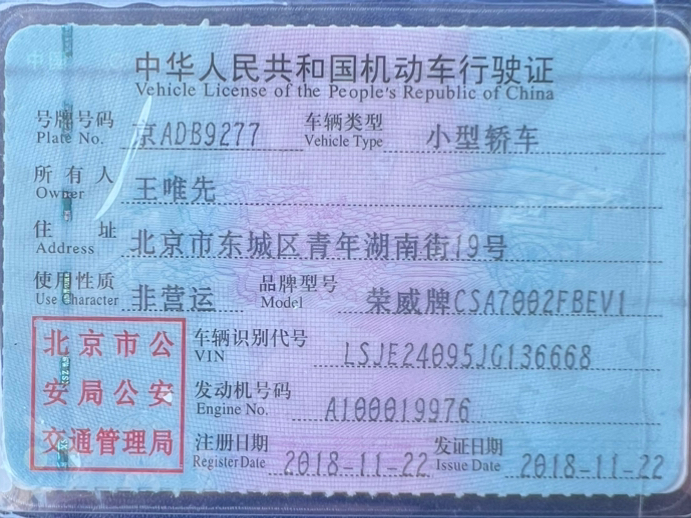 中华人民共和国机动车行驶证
Vehicle License of the People's Republic of China
号牌号码 京ADB9277 车辆类型 小型轿车
Plate No. Vehicle Type
所有人 王唯先
Owner
住址 北京市东城区青年湖南街19号
Address
使用性质 非营运 品牌型号 荣威牌CSA7002FBEV1
Use Character Model
北京市公安局公安交通管理局
车辆识别代号 LSJE24095JG136668
VIN
发动机号码 A100019976
Engine No.
注册日期 2018-11-22 发证日期 2018-11-22
Register Date Issue Date